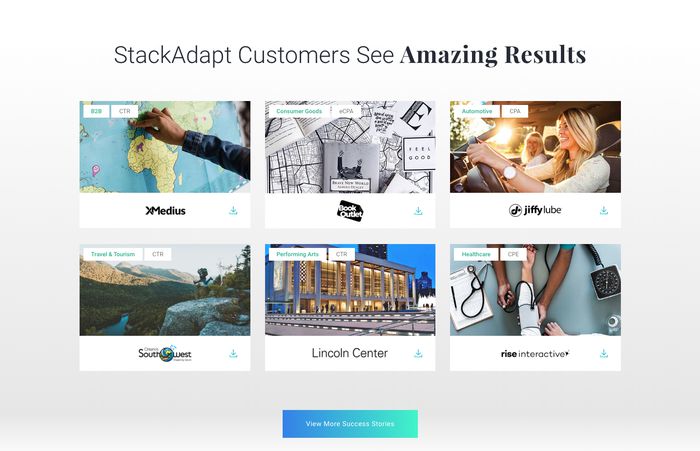 StackAdapt Customers See Amazing Results
B2B CTR
Consumer Goods eCPA
Automotive CPA
E
FEEL
GOOD
BRAVE NEW WORLD
ALDOUS HUXLEY
XMedius
Book
Outlet
jiffy lube
Travel & Tourism CTR
Performing Arts CTR
Healthcare CPE
Ontario's
SouthWest
Lincoln Center
rise interactive
View More Success Stories